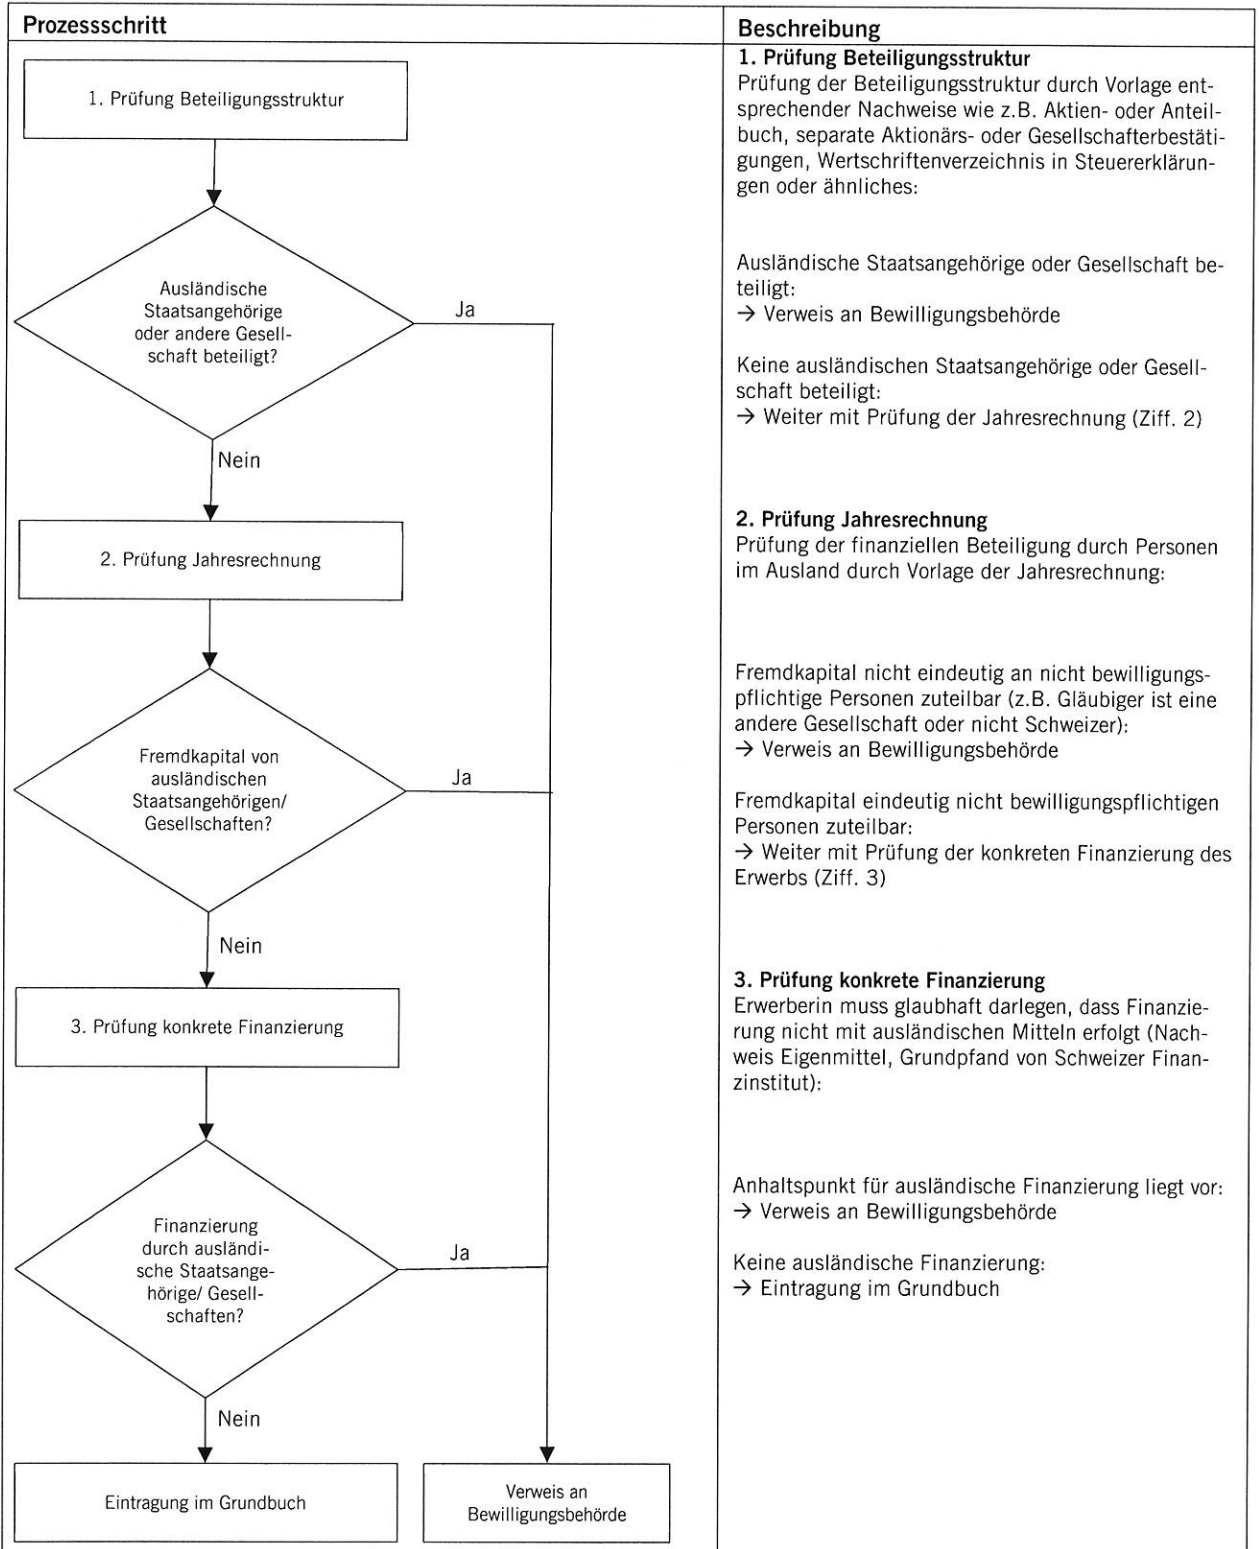 Prozessschritt
Beschreibung
1. Prüfung Beteiligungsstruktur
Ausländische
Staatsangehörige
oder andere Gesell-
schaft beteiligt?
Ja
Nein
2. Prüfung Jahresrechnung
Fremdkapital von
ausländischen
Staatsangehörigen/
Gesellschaften?
Ja
Nein
3. Prüfung konkrete Finanzierung
Finanzierung
durch ausländi-
sche Staatsange-
hörige/ Gesell-
schaften?
Ja
Nein
Eintragung im Grundbuch
Verweis an
Bewilligungsbehörde
1. Prüfung Beteiligungsstruktur
Prüfung der Beteiligungsstruktur durch Vorlage ent-
sprechender Nachweise wie z.B. Aktien- oder Anteil-
buch, separate Aktionärs- oder Gesellschafterbestäti-
gungen, Wertschriftenverzeichnis in Steuererklärun-
gen oder ähnliches:
Ausländische Staatsangehörige oder Gesellschaft be-
teiligt:
→ Verweis an Bewilligungsbehörde
Keine ausländischen Staatsangehörige oder Gesell-
schaft beteiligt:
→ Weiter mit Prüfung der Jahresrechnung (Ziff. 2)
2. Prüfung Jahresrechnung
Prüfung der finanziellen Beteiligung durch Personen
im Ausland durch Vorlage der Jahresrechnung:
Fremdkapital nicht eindeutig an nicht bewilligungs-
pflichtige Personen zuteilbar (z.B. Gläubiger ist eine
andere Gesellschaft oder nicht Schweizer):
→ Verweis an Bewilligungsbehörde
Fremdkapital eindeutig nicht bewilligungspflichtigen
Personen zuteilbar:
→ Weiter mit Prüfung der konkreten Finanzierung des
Erwerbs (Ziff. 3)
3. Prüfung konkrete Finanzierung
Erwerberin muss glaubhaft darlegen, dass Finanzie-
rung nicht mit ausländischen Mitteln erfolgt (Nach-
weis Eigenmittel, Grundpfand von Schweizer Finan-
zinstitut):
Anhaltspunkt für ausländische Finanzierung liegt vor:
→ Verweis an Bewilligungsbehörde
Keine ausländische Finanzierung:
→ Eintragung im Grundbuch